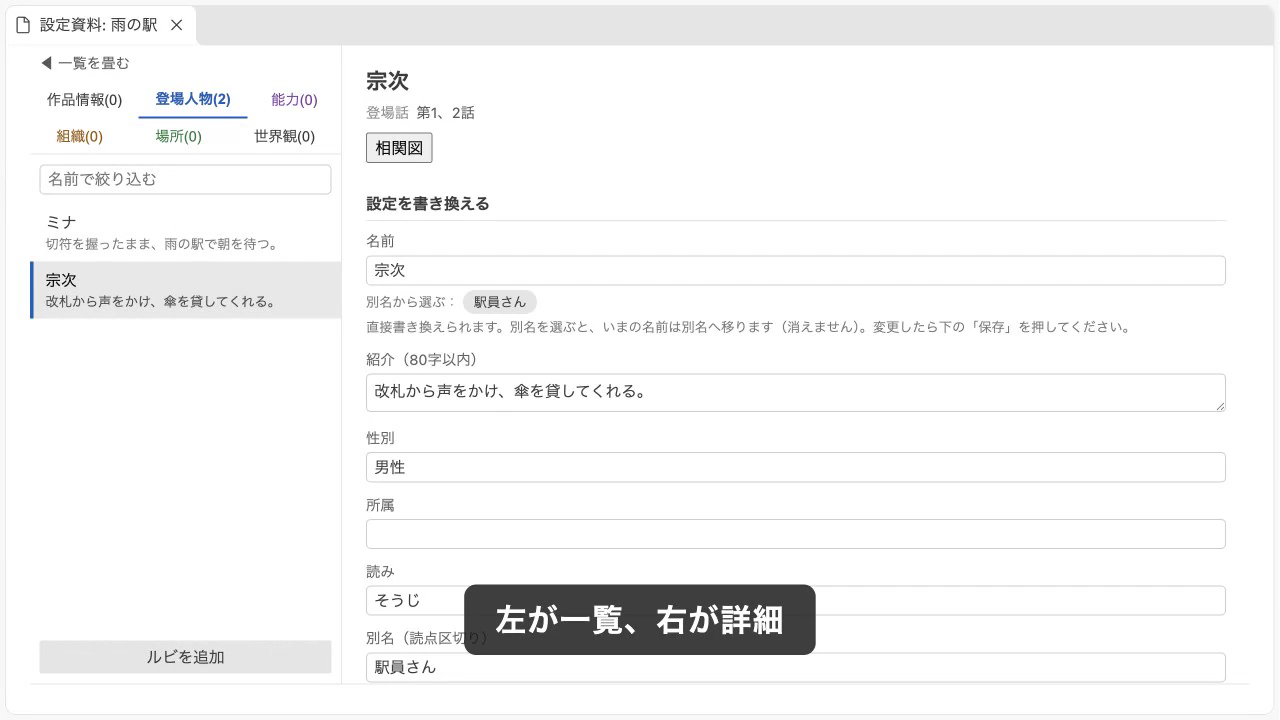 設定資料: 雨の駅
一覧を畳む
作品情報(0) 登場人物(2) 能力(0)
組織(0) 場所(0) 世界観(0)
名前で絞り込む
ミナ
切符を握ったまま、雨の駅で朝を待つ。
宗次
改札から声をかけ、傘を貸してくれる。
ルビを追加
宗次
登場話 第1、2話
相関図
設定を書き換える
名前
宗次
別名から選ぶ： 駅員さん
直接書き換えられます。別名を選ぶと、いまの名前は別名へ移ります（消えません）。変更したら下の「保存」を押してください。
紹介（80字以内）
改札から声をかけ、傘を貸してくれる。
性別
男性
所属
読み
そうじ
別名（読点区切り）
駅員さん
左が一覧、右が詳細